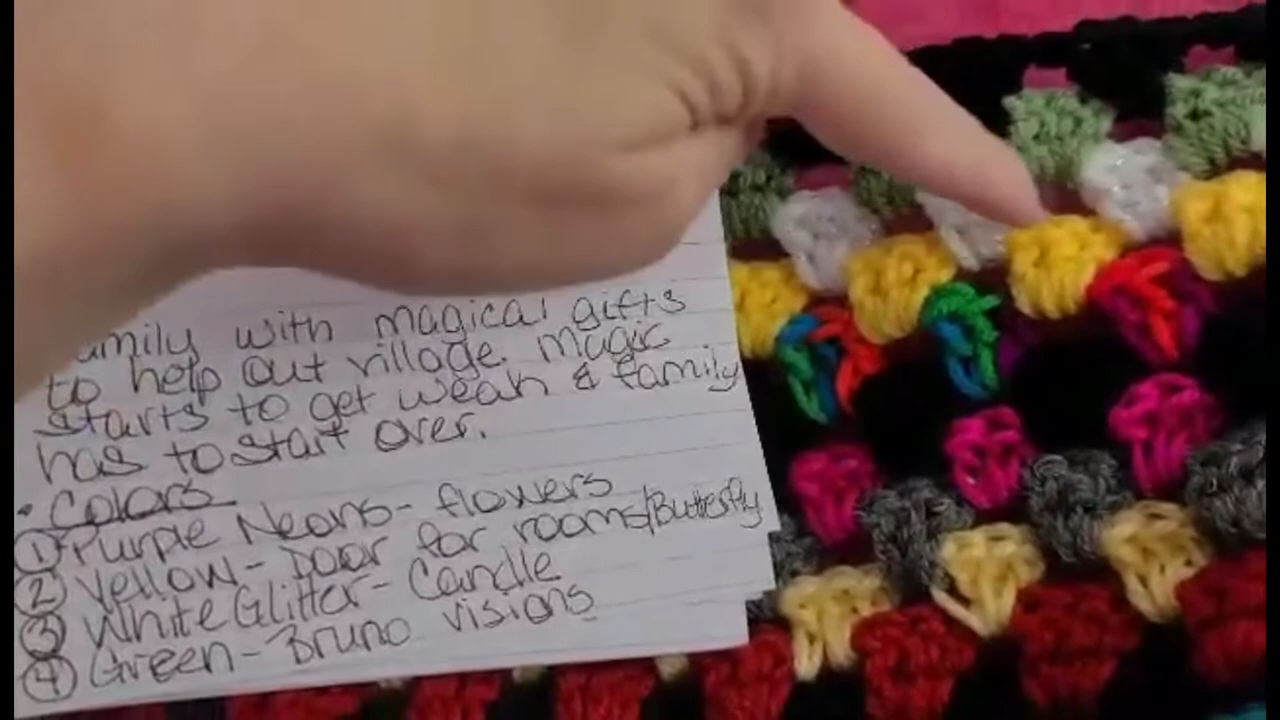 amily with magical gifts
to help out village. Magic
starts to get weak & family
has to start over.
• Colors
① Purple Neons - flowers
② Yellow - Door for rooms/Butterfly
③ White Glitter - Candle
④ Green - Bruno visions